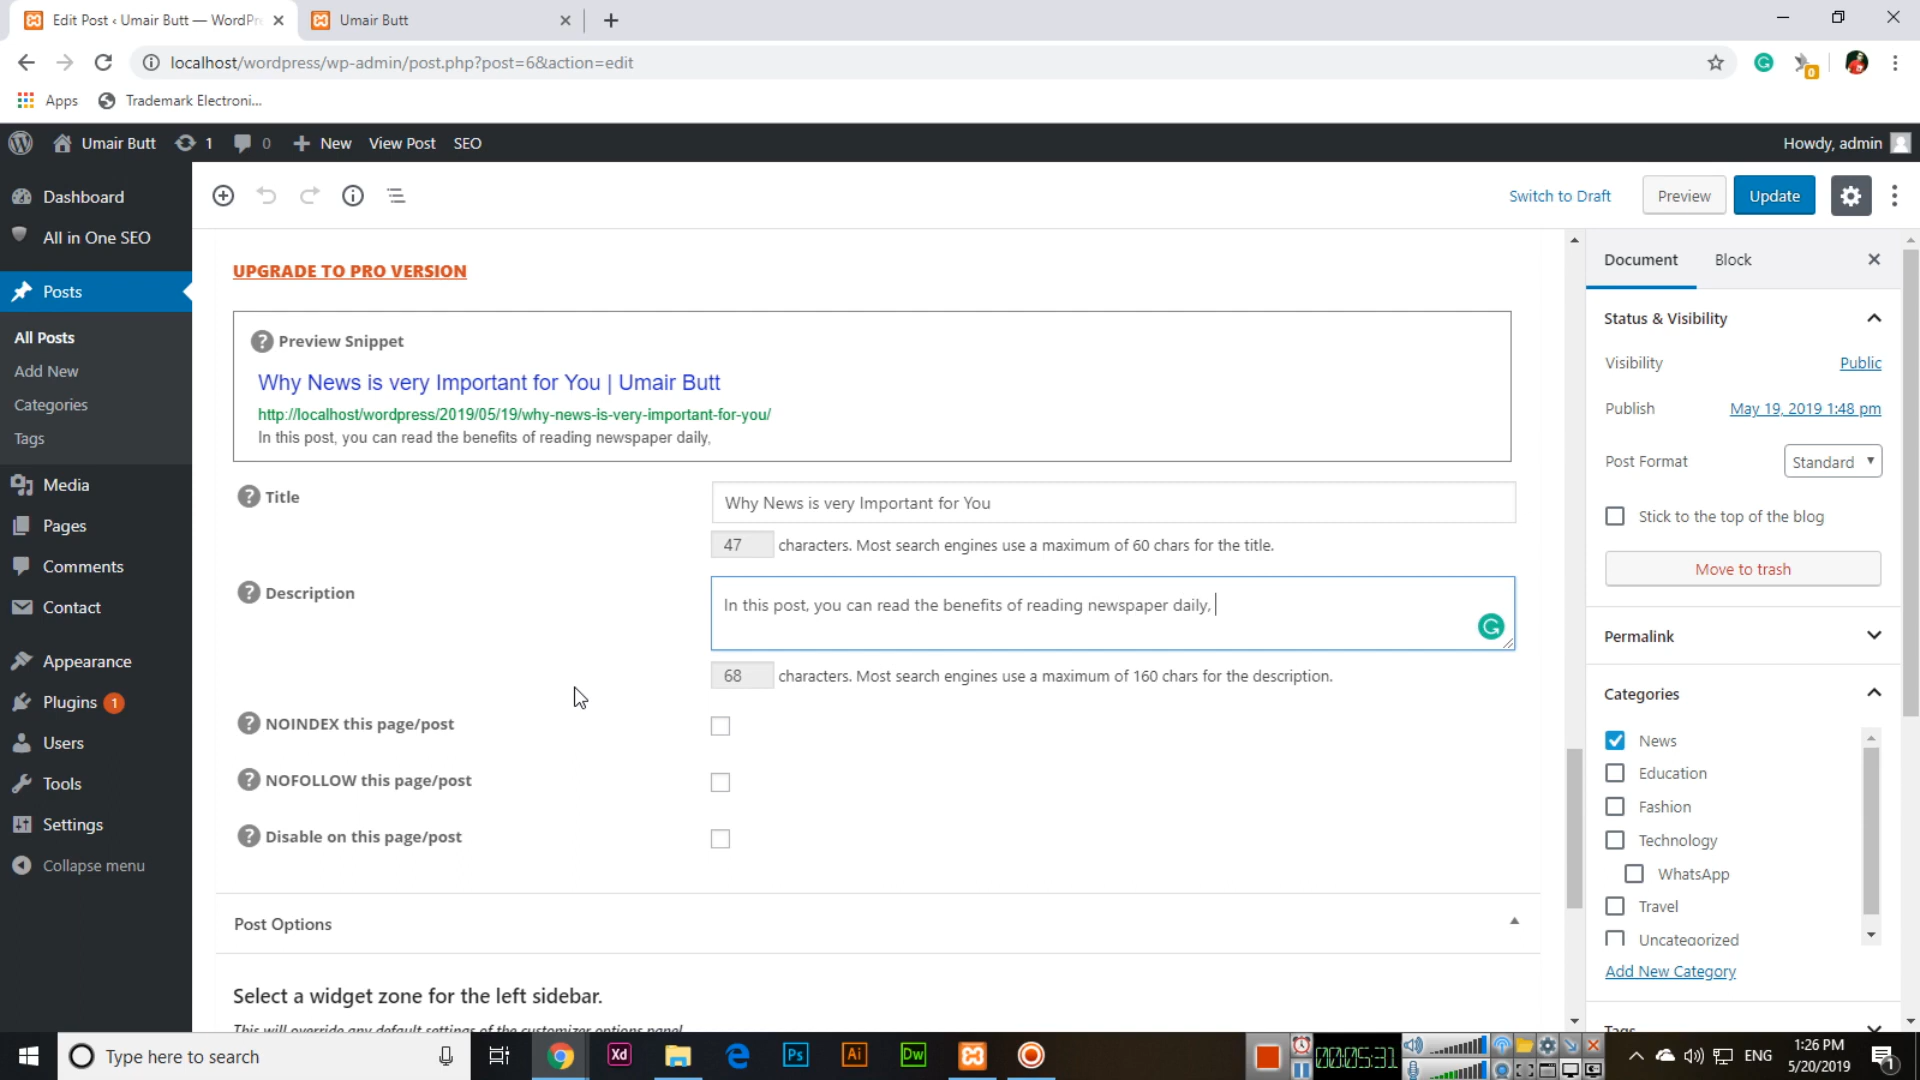 Edit Post ‹ Umair Butt — WordPr
Umair Butt
localhost/wordpress/wp-admin/post.php?post=6&action=edit
0
Apps
Trademark Electroni...
Umair Butt
1
0
New
View Post
SEO
Howdy, admin
Dashboard
All in One SEO
Posts
All Posts
Add New
Categories
Tags
Media
Pages
Comments
Contact
Appearance
Plugins 1
Users
Tools
Settings
Collapse menu
Switch to Draft
Preview
Update
UPGRADE TO PRO VERSION
Preview Snippet
Why News is very Important for You | Umair Butt
http://localhost/wordpress/2019/05/19/why-news-is-very-important-for-you/
In this post, you can read the benefits of reading newspaper daily,
Title
Why News is very Important for You
47 characters. Most search engines use a maximum of 60 chars for the title.
Description
In this post, you can read the benefits of reading newspaper daily,
68 characters. Most search engines use a maximum of 160 chars for the description.
NOINDEX this page/post
NOFOLLOW this page/post
Disable on this page/post
Post Options
Select a widget zone for the left sidebar.
This will override any default settings of the customizer options panel
Document
Block
Status & Visibility
Visibility
Public
Publish
May 19, 2019 1:48 pm
Post Format
Standard
Stick to the top of the blog
Move to trash
Permalink
Categories
News
Education
Fashion
Technology
WhatsApp
Travel
Uncategorized
Add New Category
Tags
Type here to search
Xd
Ps
Ai
Dw
00:05:31
ENG
1:26 PM
5/20/2019
1